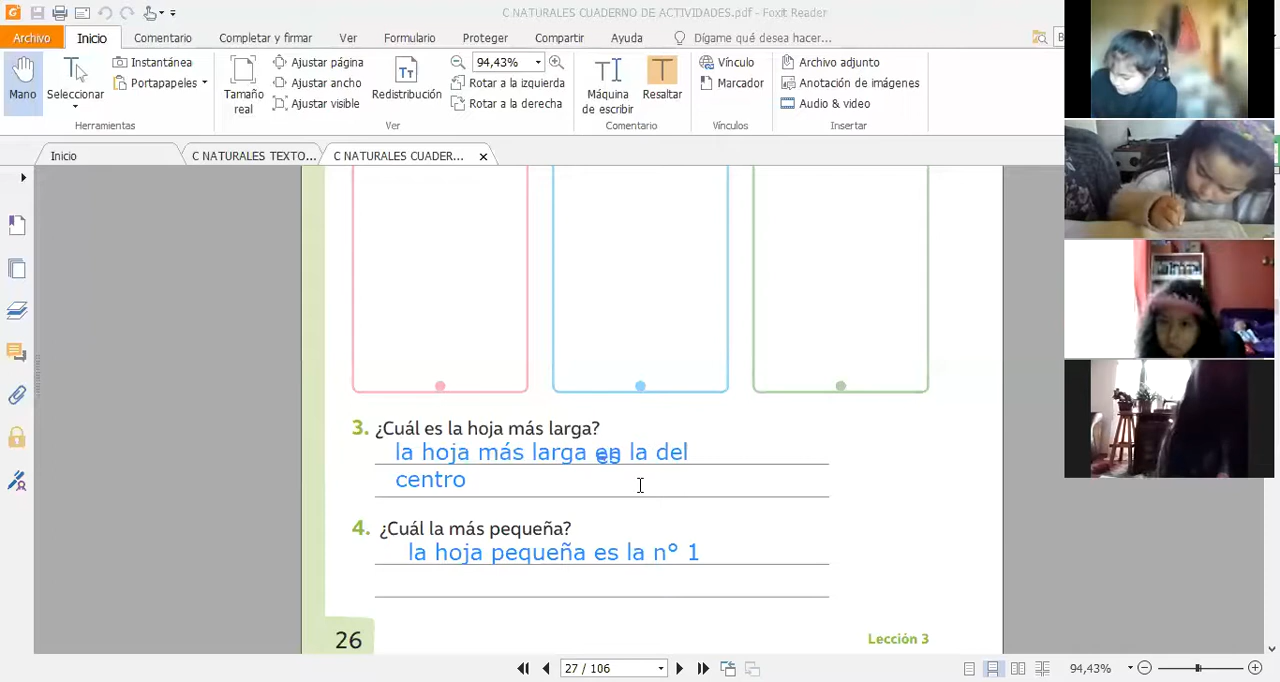 C NATURALES CUADERNO DE ACTIVIDADES.pdf - Foxit Reader
Archivo Inicio Comentario Completar y firmar Ver Formulario Proteger Compartir Ayuda Dígame qué desea hacer...
Mano
Seleccionar
Instantánea
Portapapeles
Herramientas
Tamaño real
Ajustar página
Ajustar ancho
Ajustar visible
Redistribución
94,43%
Rotar a la izquierda
Rotar a la derecha
Ver
Máquina de escribir
Resaltar
Comentario
Vínculo
Marcador
Vínculos
Archivo adjunto
Anotación de imágenes
Audio & video
Insertar
Inicio C NATURALES TEXTO... C NATURALES CUADER...
3. ¿Cuál es la hoja más larga?
la hoja más larga en la del
es
centro
4. ¿Cuál la más pequeña?
la hoja pequeña es la n° 1
26
Lección 3
27 / 106
94,43%